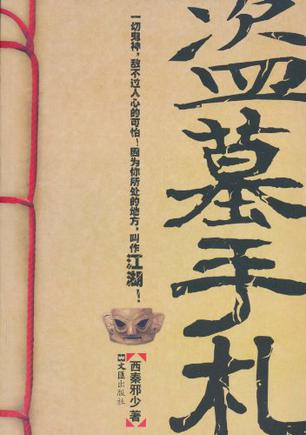 盗墓手札
一切鬼神，敌不过人心的可怕！因为你所处的地方，叫作江湖！
西秦邪少 著
文匯出版社